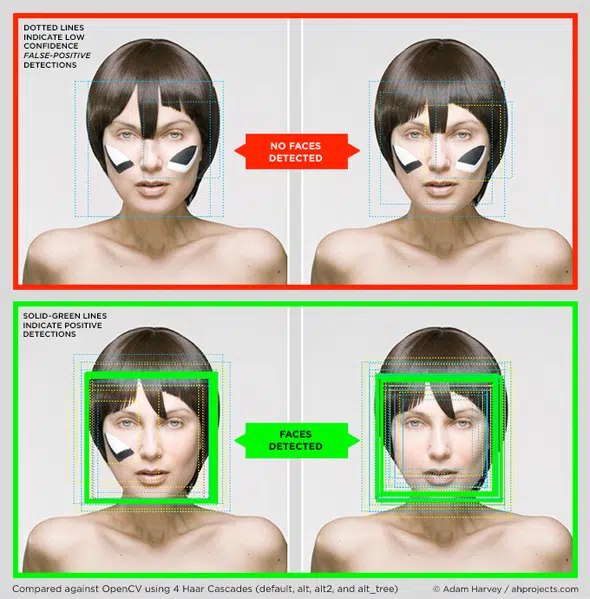 DOTTED LINES
INDICATE LOW
CONFIDENCE
FALSE-POSITIVE
DETECTIONS
NO FACES
DETECTED
SOLID-GREEN LINES
INDICATE POSITIVE
DETECTIONS
FACES
DETECTED
Compared against OpenCV using 4 Haar Cascades (default, alt, alt2, and alt_tree)
© Adam Harvey / ahprojects.com